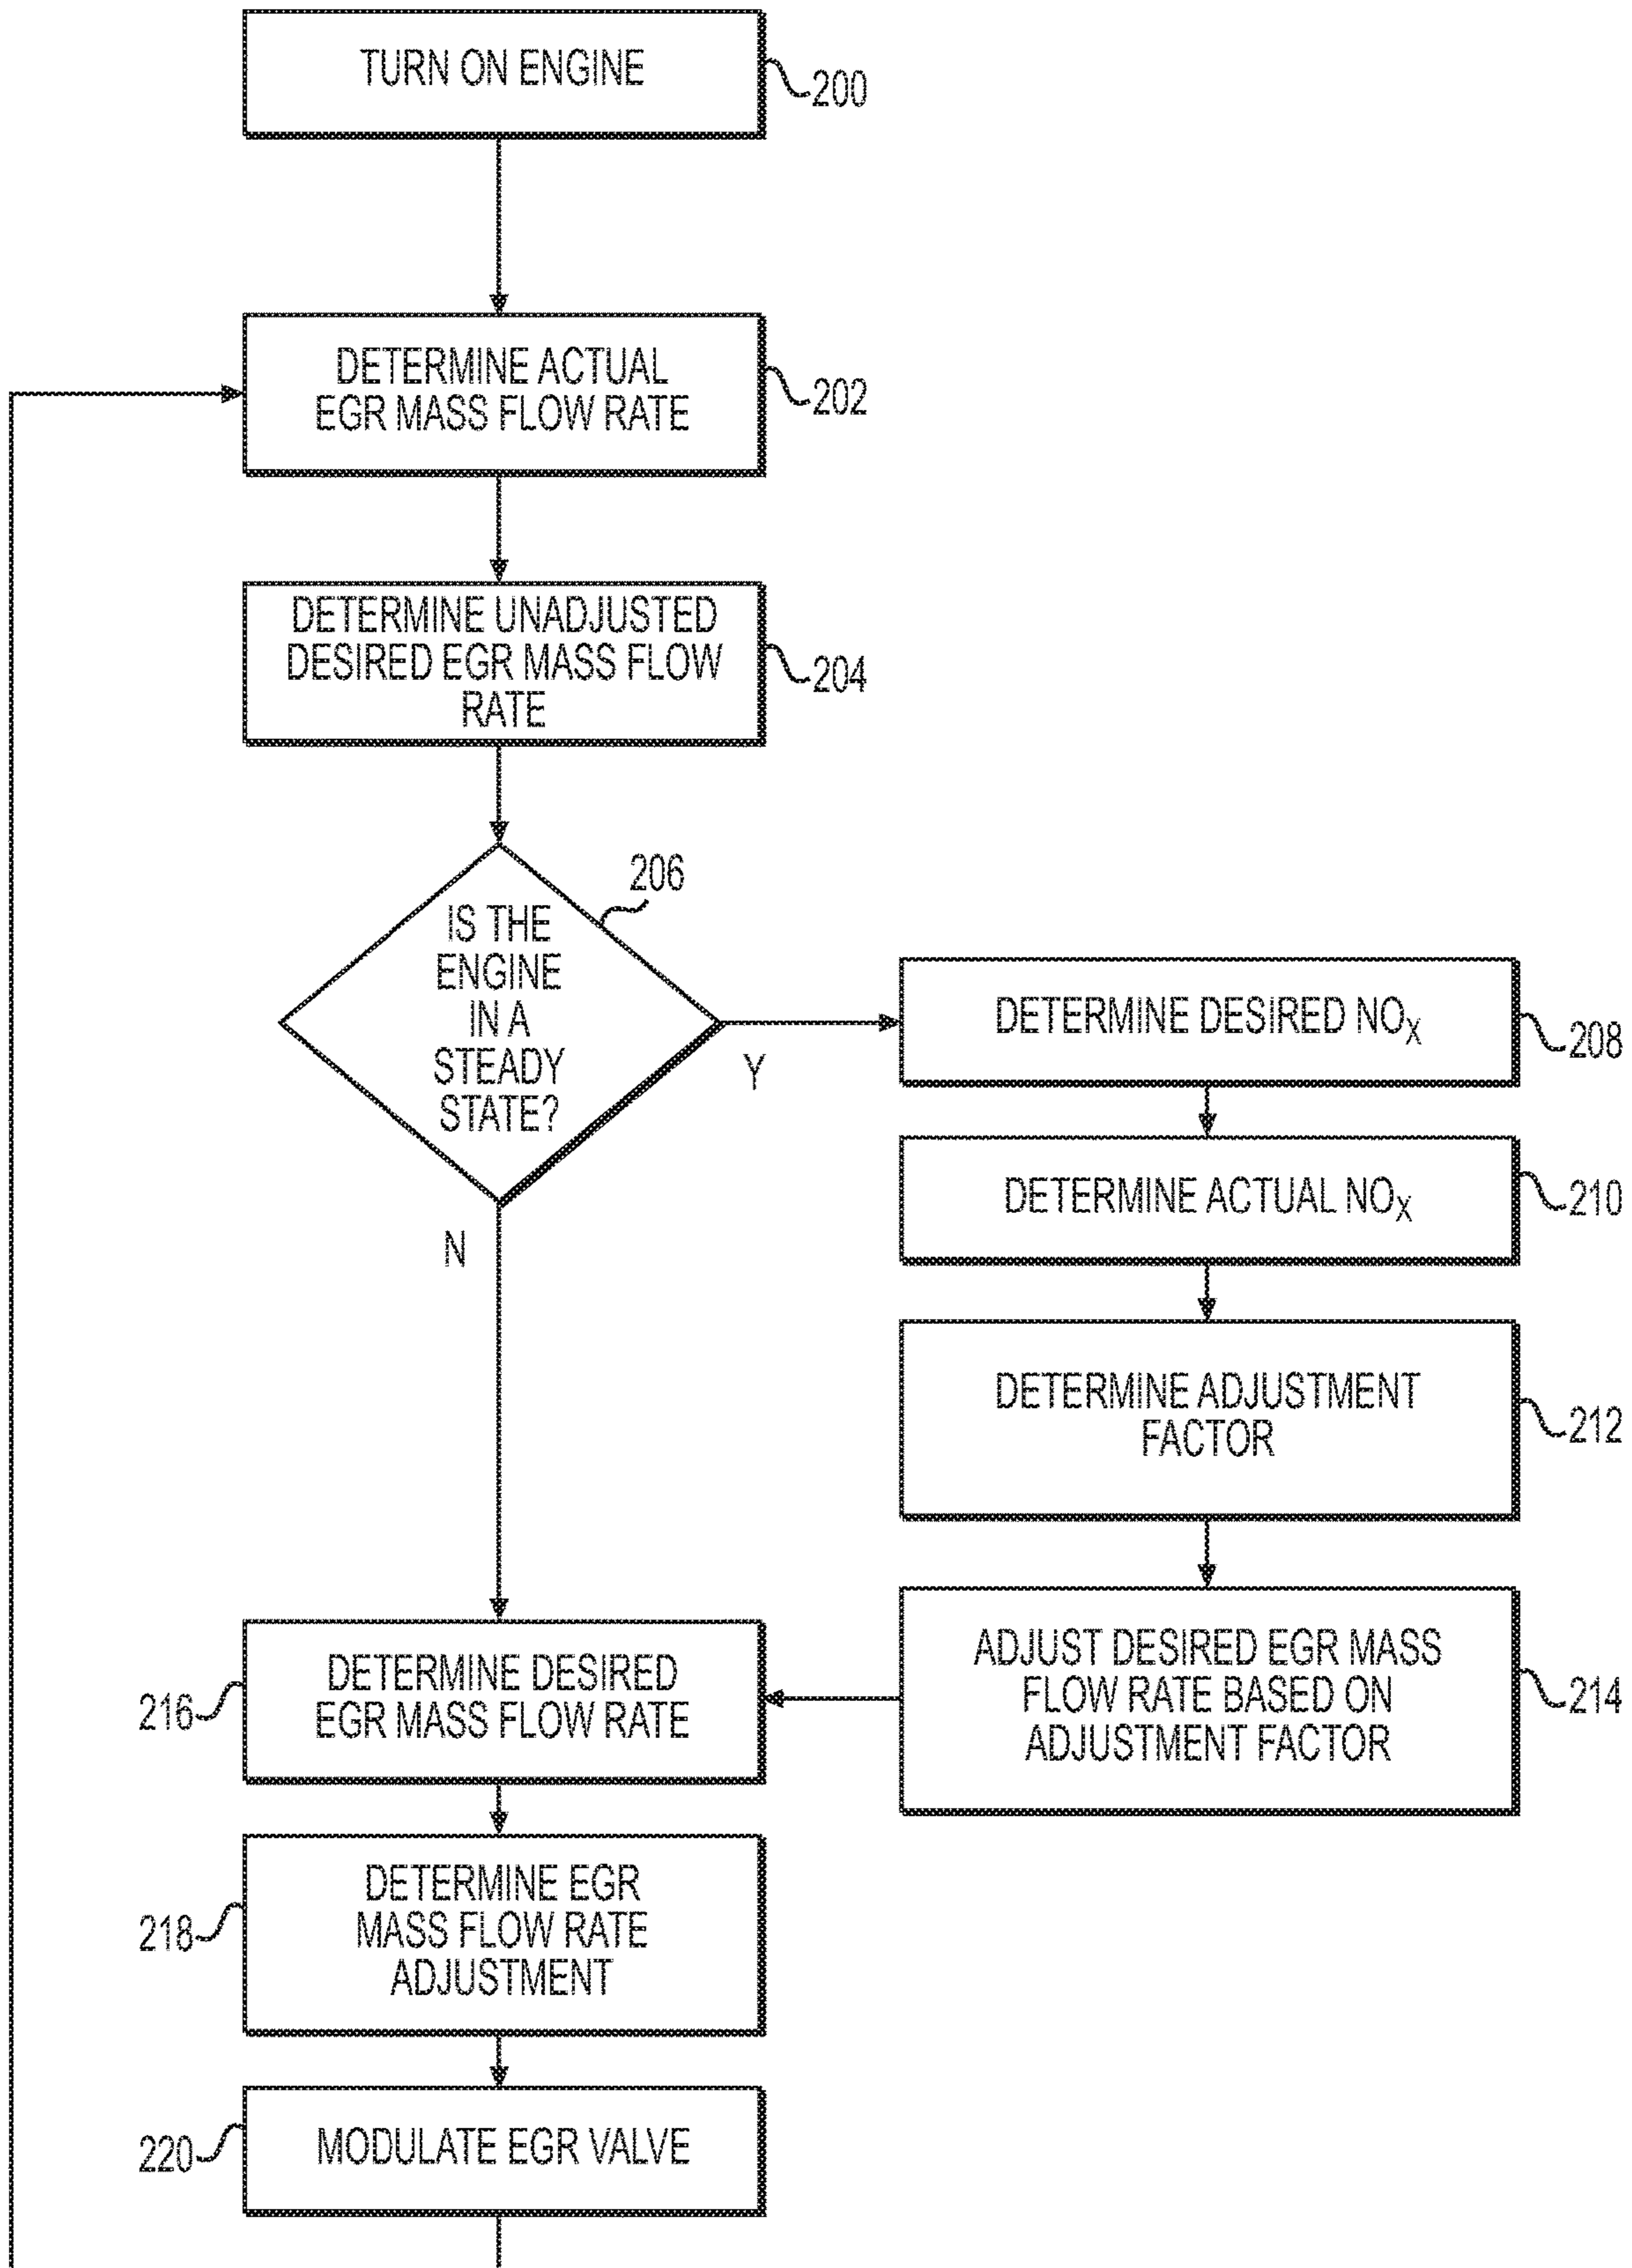 TURN ON ENGINE
200
DETERMINE ACTUAL
EGR MASS FLOW RATE
202
DETERMINE UNADJUSTED
DESIRED EGR MASS FLOW
RATE
204
206
IS THE
ENGINE
IN A
STEADY
STATE?
Y
N
DETERMINE DESIRED NOX
208
DETERMINE ACTUAL NOX
210
DETERMINE ADJUSTMENT
FACTOR
212
ADJUST DESIRED EGR MASS
FLOW RATE BASED ON
ADJUSTMENT FACTOR
214
DETERMINE DESIRED
EGR MASS FLOW RATE
216
DETERMINE EGR
MASS FLOW RATE
ADJUSTMENT
218
MODULATE EGR VALVE
220